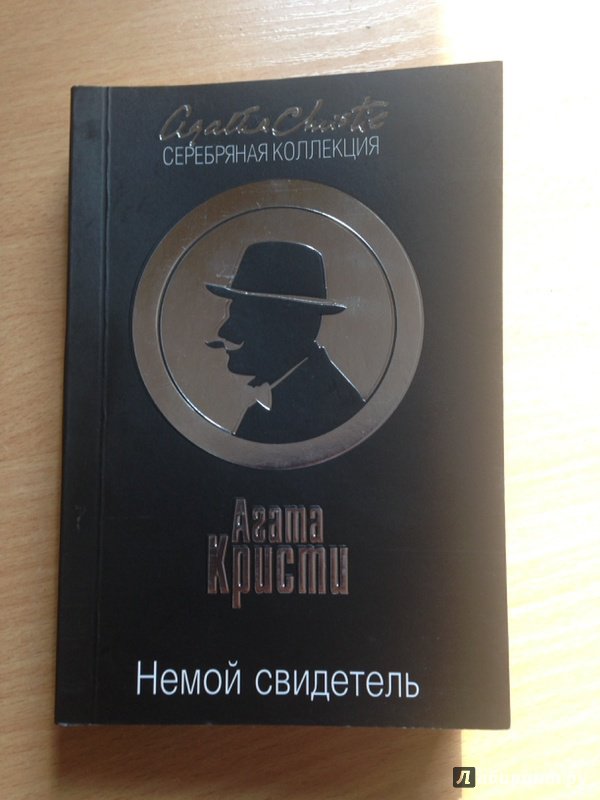 Agatha Christie
СЕРЕБРЯНАЯ КОЛЛЕКЦИЯ
Агата
Кристи
Немой свидетель